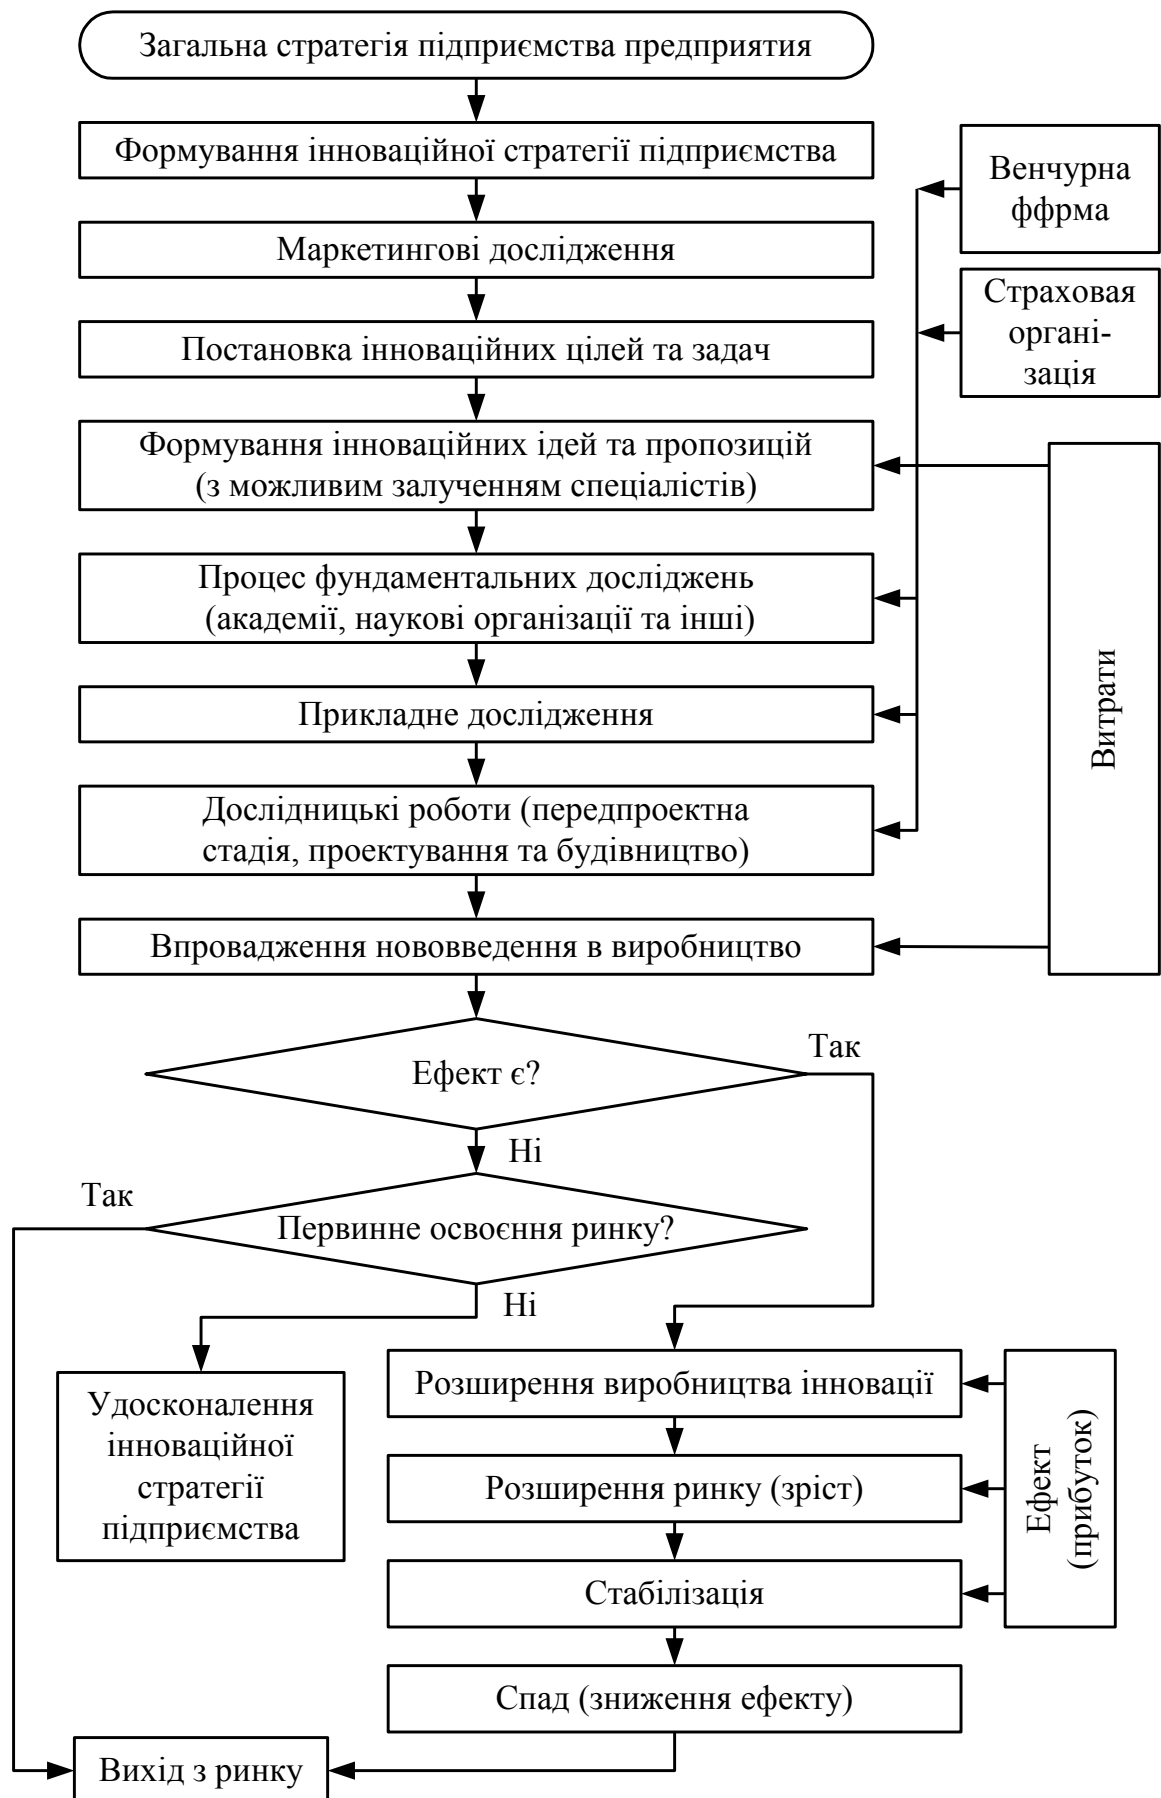 Загальна стратегія підприємства предприятия
Формування інноваційної стратегії підприємства
Венчурна
ффрма
Маркетингові дослідження
Страховая
органі-
зація
Постановка інноваційних цілей та задач
Формування інноваційних ідей та пропозицій
(з можливим залученням спеціалістів)
Процес фундаментальних досліджень
(академії, наукові організації та інші)
Витрати
Прикладне дослідження
Дослідницькі роботи (передпроектна
стадія, проектування та будівництво)
Впровадження нововведення в виробництво
Ефект є?
Так
Ні
Так
Первинне освоєння ринку?
Ні
Удосконалення
інноваційної
стратегії
підприємства
Розширення виробництва інновації
Розширення ринку (зріст)
Стабілізація
Ефект
(прибуток)
Спад (зниження ефекту)
Вихід з ринку